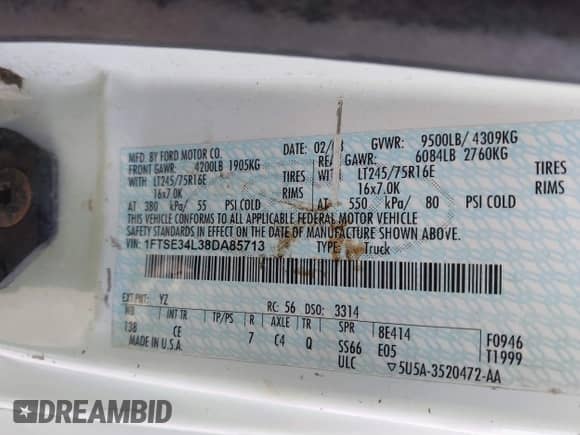 MFD. BY FORD MOTOR CO.
DATE: 02/ 8 GVWR: 9500LB/ 4309KG
FRONT GAWR: 4200LB 1905KG REAR GAWR: 6084LB 2760KG
WITH LT245/75R16E TIRES WITH LT245/75R16E TIRES
16x7.0K RIMS 16x7.0K RIMS
AT 380 kPa/ 55 PSI COLD AT 550 kPa/ 80 PSI COLD
THIS VEHICLE CONFORMS TO ALL APPLICABLE FEDERAL MOTOR VEHICLE
SAFETY STANDARDS IN EFFECT ON THE DATE OF MANUFACTURE SHOWN ABOVE.
VIN: 1FTSE34L38DA85713 TYPE: Truck
EXT PNT: YZ RC: 56 DSO: 3314
WB INT TR TP/PS R AXLE TR SPR 8E414 F0946
138 CE 7 C4 Q SS66 E05 T1999
MADE IN U.S.A. ULC ▽5U5A-3520472-AA
DREAMBID